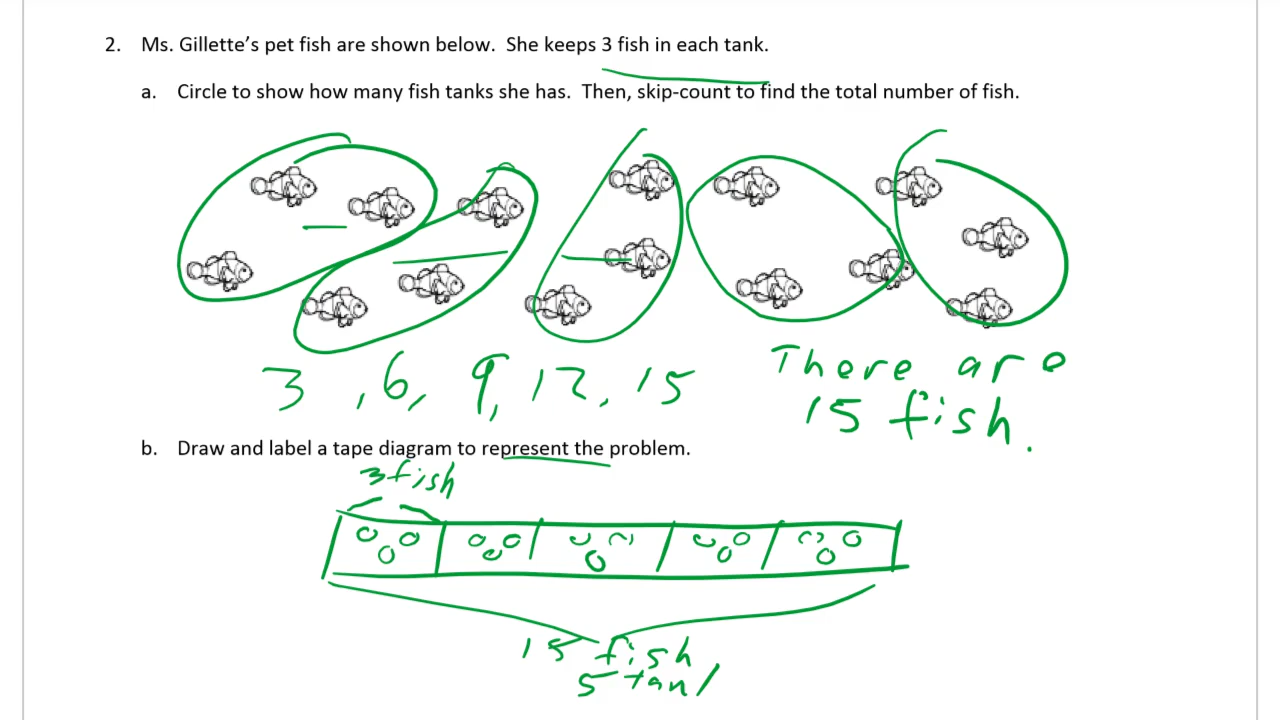 2. Ms. Gillette’s pet fish are shown below. She keeps 3 fish in each tank.
a. Circle to show how many fish tanks she has. Then, skip-count to find the total number of fish.
3, 6, 9, 12, 15
There are
15 fish.
b. Draw and label a tape diagram to represent the problem.
3 fish
15 fish
5 tan